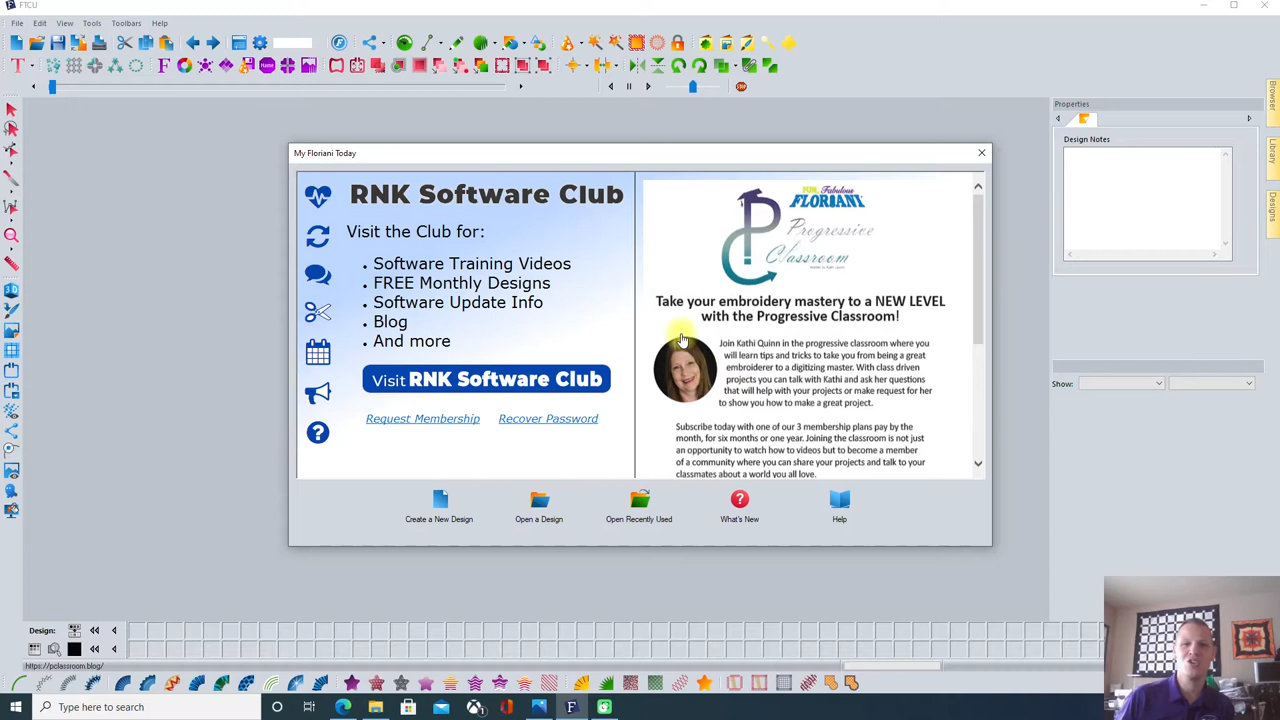 FTCU
File Edit View Tools Toolbars Help
My Floriani Today
RNK Software Club
Visit the Club for:
• Software Training Videos
• FREE Monthly Designs
• Software Update Info
• Blog
• And more
Visit RNK Software Club
Request Membership Recover Password
FUN, Fabulous
FLORIANI
Progressive
Classroom
Take your embroidery mastery to a NEW LEVEL
with the Progressive Classroom!
Join Kathi Quinn in the progressive classroom where you
will learn tips and tricks to take you from being a great
embroiderer to a digitizing master. With class driven
projects you can talk with Kathi and ask her questions
that will help with your projects or make request for her
to show you how to make a great project.
Subscribe today with one of our 3 membership plans pay by the
month, for six months or one year. Joining the classroom is not just
an opportunity to watch how to videos but to become a member
of a community where you can share your projects and talk to your
classmates about a world you all love.
Create a New Design Open a Design Open Recently Used What's New Help
Properties
Design Notes
Show:
Browser
Library
Designs
Design:
https://pclassroom.blog/
Type here to search